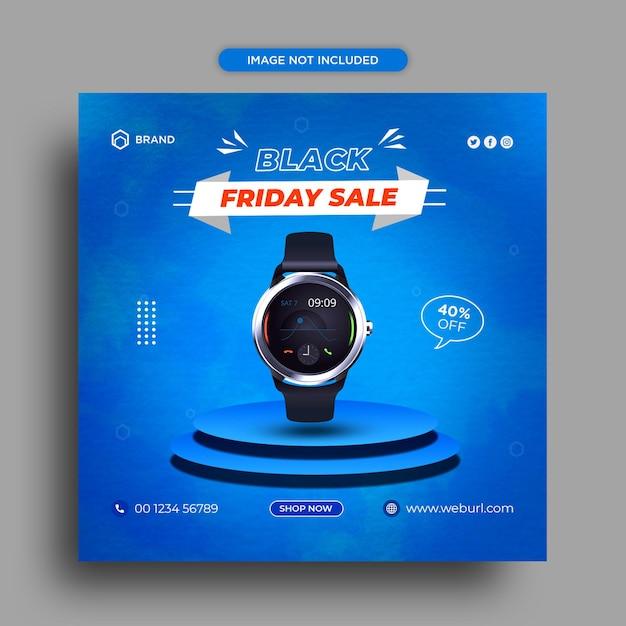 IMAGE NOT INCLUDED
BRAND
BLACK
FRIDAY SALE
SAT 7 09:09
40%
OFF
00 1234 56789
SHOP NOW
www.weburl.com